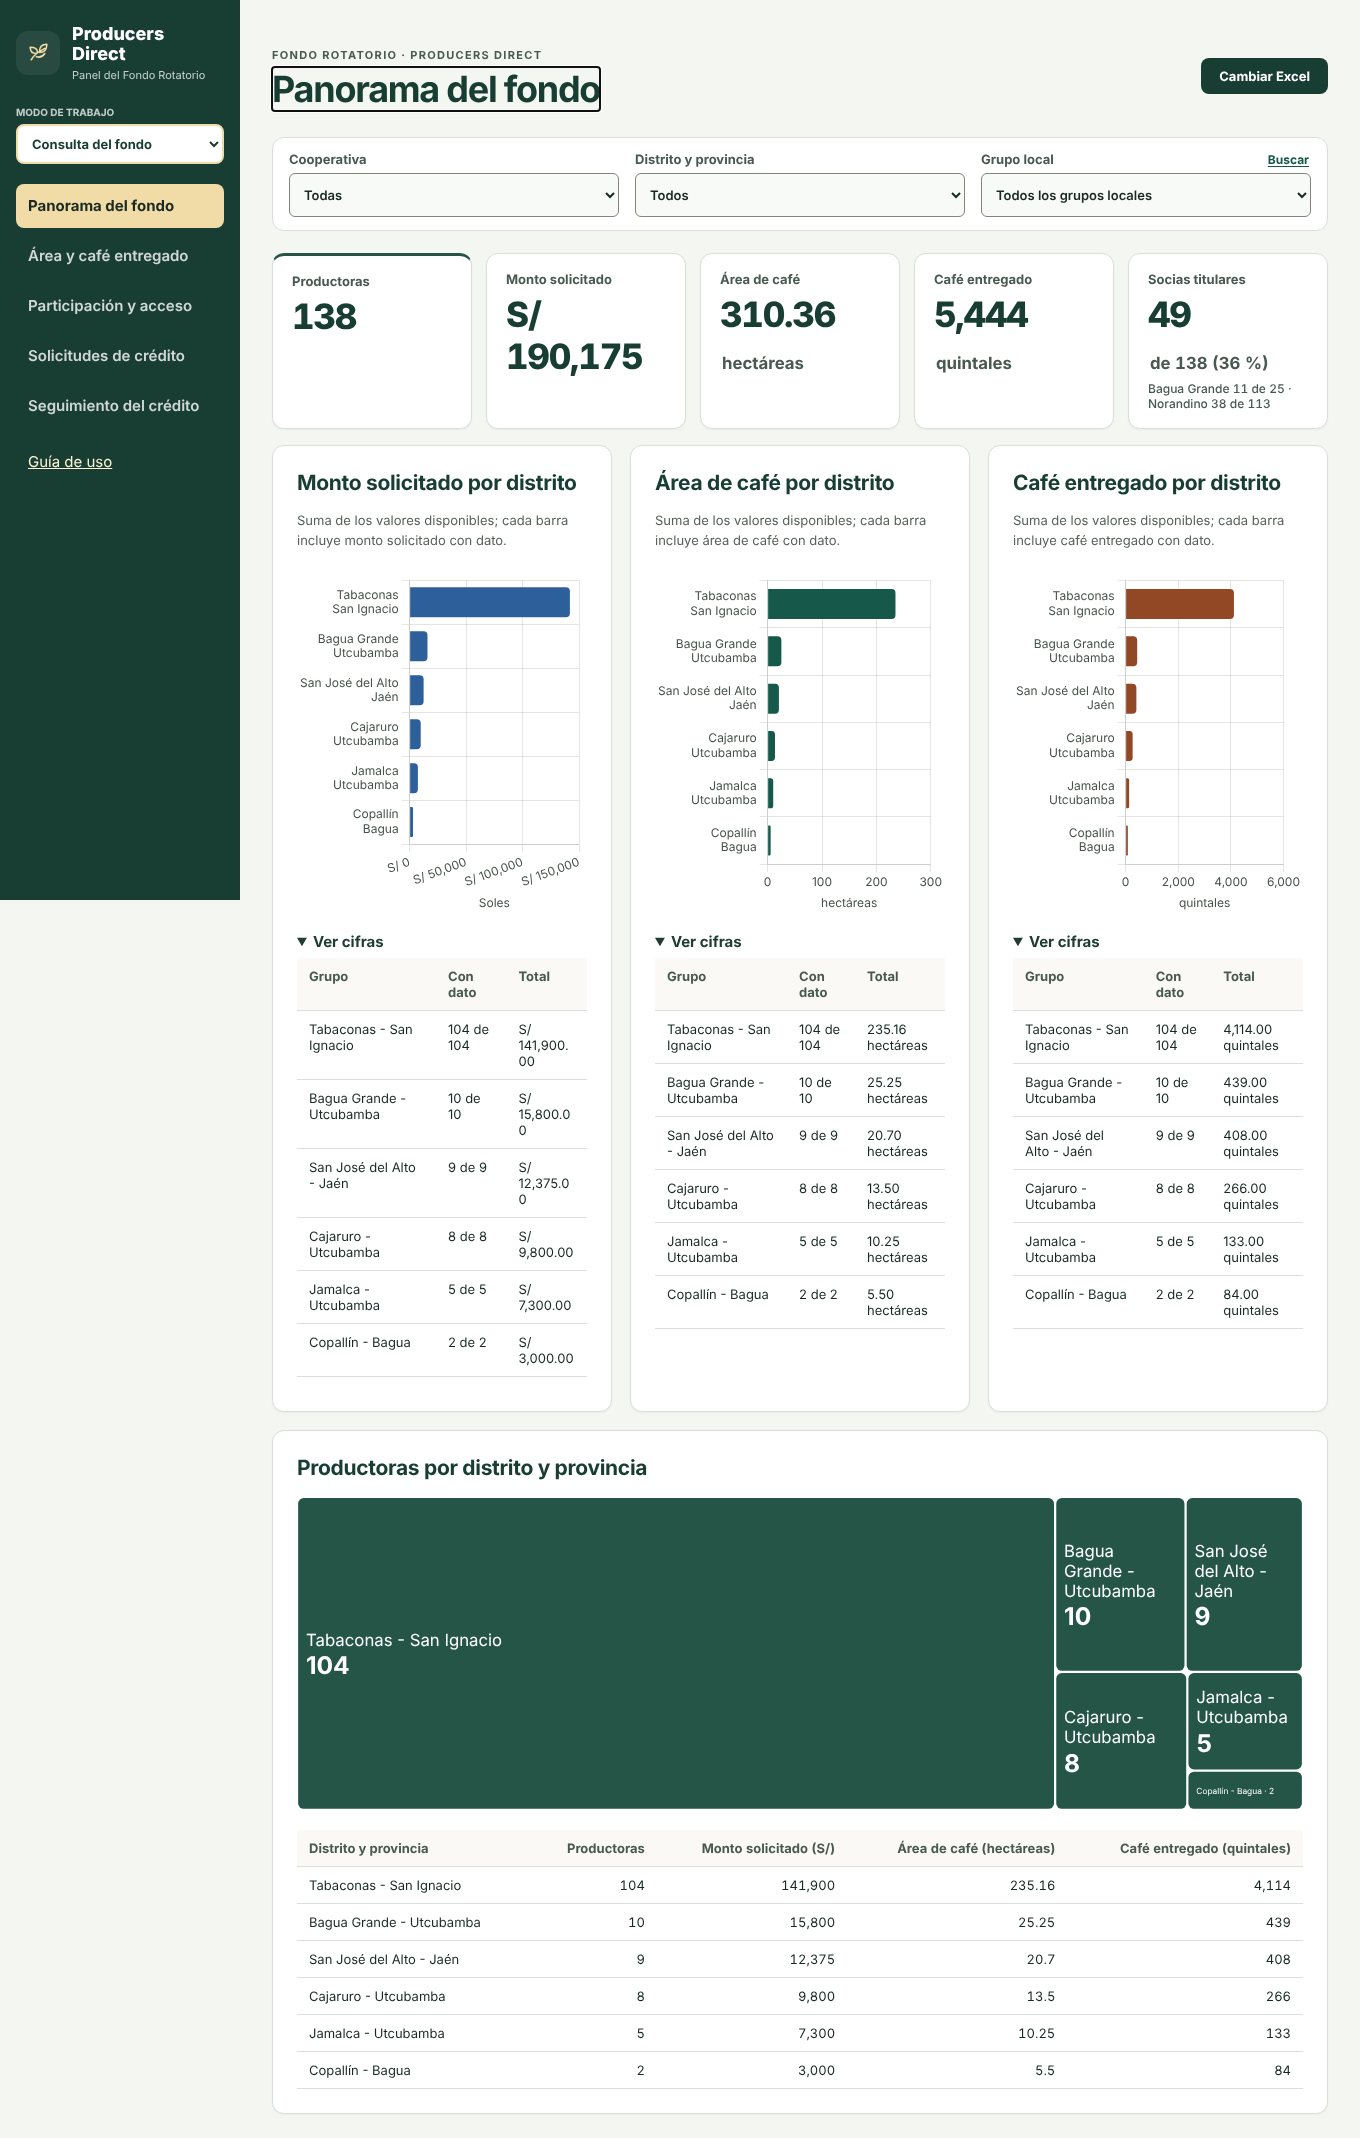 Producers
Direct
Panel del Fondo Rotatorio
MODO DE TRABAJO
Consulta del fondo
Panorama del fondo
Área y café entregado
Participación y acceso
Solicitudes de crédito
Seguimiento del crédito
Guía de uso
FONDO ROTATORIO · PRODUCERS DIRECT
Panorama del fondo
Cambiar Excel
Cooperativa
Todas
Distrito y provincia
Todos
Grupo local
Buscar
Todos los grupos locales
Productoras
138
Monto solicitado
S/
190,175
Área de café
310.36
hectáreas
Café entregado
5,444
quintales
Socias titulares
49
de 138 (36 %)
Bagua Grande 11 de 25 ·
Norandino 38 de 113
Monto solicitado por distrito
Suma de los valores disponibles; cada barra
incluye monto solicitado con dato.
Tabaconas
San Ignacio
Bagua Grande
Utcubamba
San José del Alto
Jaén
Cajaruro
Utcubamba
Jamalca
Utcubamba
Copallín
Bagua
S/ 0
S/ 50,000
S/ 100,000
S/ 150,000
Soles
▼ Ver cifras
Grupo Con dato Total
Tabaconas - San Ignacio 104 de 104 S/ 141,900.00
Bagua Grande - Utcubamba 10 de 10 S/ 15,800.00
San José del Alto - Jaén 9 de 9 S/ 12,375.00
Cajaruro - Utcubamba 8 de 8 S/ 9,800.00
Jamalca - Utcubamba 5 de 5 S/ 7,300.00
Copallín - Bagua 2 de 2 S/ 3,000.00
Área de café por distrito
Suma de los valores disponibles; cada barra
incluye área de café con dato.
Tabaconas
San Ignacio
Bagua Grande
Utcubamba
San José del Alto
Jaén
Cajaruro
Utcubamba
Jamalca
Utcubamba
Copallín
Bagua
0 100 200 300
hectáreas
▼ Ver cifras
Grupo Con dato Total
Tabaconas - San Ignacio 104 de 104 235.16 hectáreas
Bagua Grande - Utcubamba 10 de 10 25.25 hectáreas
San José del Alto - Jaén 9 de 9 20.70 hectáreas
Cajaruro - Utcubamba 8 de 8 13.50 hectáreas
Jamalca - Utcubamba 5 de 5 10.25 hectáreas
Copallín - Bagua 2 de 2 5.50 hectáreas
Café entregado por distrito
Suma de los valores disponibles; cada barra
incluye café entregado con dato.
Tabaconas
San Ignacio
Bagua Grande
Utcubamba
San José del Alto
Jaén
Cajaruro
Utcubamba
Jamalca
Utcubamba
Copallín
Bagua
0 2,000 4,000 6,000
quintales
▼ Ver cifras
Grupo Con dato Total
Tabaconas - San Ignacio 104 de 104 4,114.00 quintales
Bagua Grande - Utcubamba 10 de 10 439.00 quintales
San José del Alto - Jaén 9 de 9 408.00 quintales
Cajaruro - Utcubamba 8 de 8 266.00 quintales
Jamalca - Utcubamba 5 de 5 133.00 quintales
Copallín - Bagua 2 de 2 84.00 quintales
Productoras por distrito y provincia
Tabaconas - San Ignacio
104
Bagua
Grande -
Utcubamba
10
San José
del Alto -
Jaén
9
Cajaruro -
Utcubamba
8
Jamalca -
Utcubamba
5
Copallín - Bagua · 2
Distrito y provincia Productoras Monto solicitado (S/) Área de café (hectáreas) Café entregado (quintales)
Tabaconas - San Ignacio 104 141,900 235.16 4,114
Bagua Grande - Utcubamba 10 15,800 25.25 439
San José del Alto - Jaén 9 12,375 20.7 408
Cajaruro - Utcubamba 8 9,800 13.5 266
Jamalca - Utcubamba 5 7,300 10.25 133
Copallín - Bagua 2 3,000 5.5 84